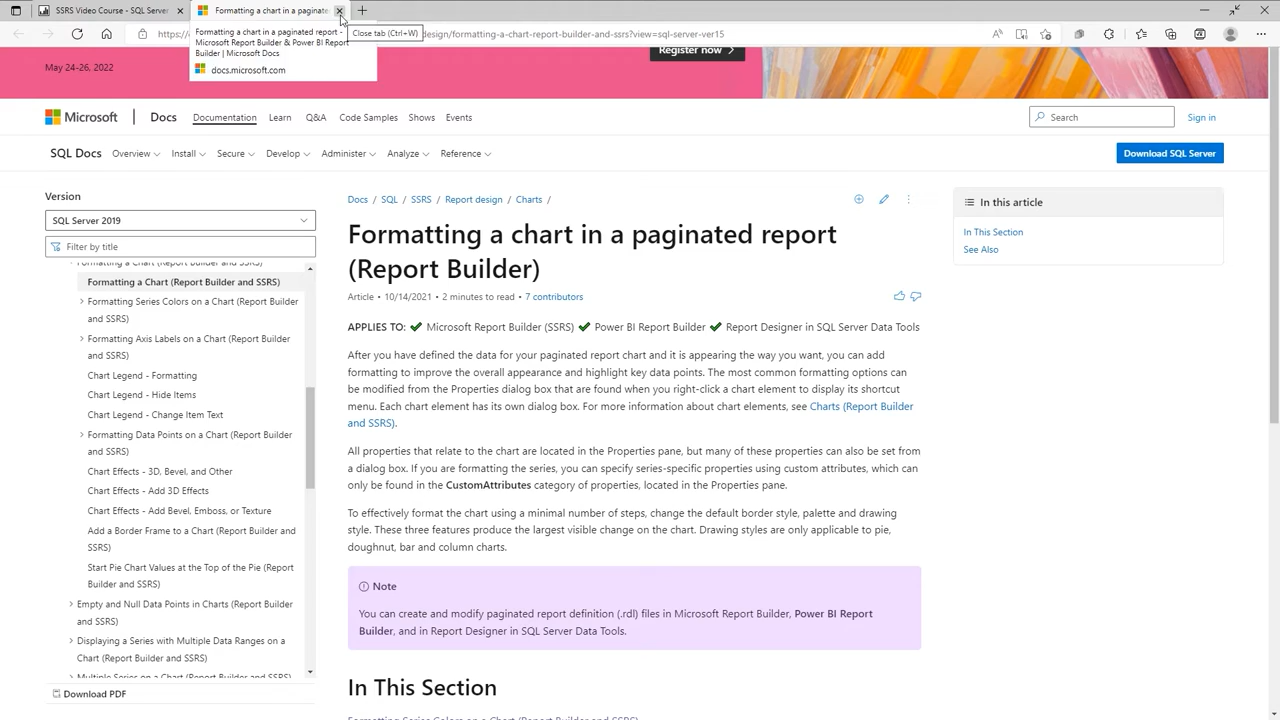 SSRS Video Course - SQL Server
Formatting a chart in a paginate
Close tab (Ctrl+W)
Formatting a chart in a paginated report -
Microsoft Report Builder & Power BI Report
Builder | Microsoft Docs
docs.microsoft.com
design/formatting-a-chart-report-builder-and-ssrs?view=sql-server-ver15
May 24-26, 2022
Register now >
Microsoft
Docs
Documentation
Learn
Q&A
Code Samples
Shows
Events
Search
Sign in
SQL Docs
Overview
Install
Secure
Develop
Administer
Analyze
Reference
Download SQL Server
Version
SQL Server 2019
Filter by title
Formatting a Chart (Report Builder and SSRS)
Formatting a Chart (Report Builder and SSRS)
Formatting Series Colors on a Chart (Report Builder
and SSRS)
Formatting Axis Labels on a Chart (Report Builder
and SSRS)
Chart Legend - Formatting
Chart Legend - Hide Items
Chart Legend - Change Item Text
Formatting Data Points on a Chart (Report Builder
and SSRS)
Chart Effects - 3D, Bevel, and Other
Chart Effects - Add 3D Effects
Chart Effects - Add Bevel, Emboss, or Texture
Add a Border Frame to a Chart (Report Builder and
SSRS)
Start Pie Chart Values at the Top of the Pie (Report
Builder and SSRS)
Empty and Null Data Points in Charts (Report Builder
and SSRS)
Displaying a Series with Multiple Data Ranges on a
Chart (Report Builder and SSRS)
Multiple Series on a Chart (Report Builder and SSRS)
Download PDF
Docs / SQL / SSRS / Report design / Charts /
Formatting a chart in a paginated report
(Report Builder)
Article • 10/14/2021 • 2 minutes to read • 7 contributors
APPLIES TO: ✔ Microsoft Report Builder (SSRS) ✔ Power BI Report Builder ✔ Report Designer in SQL Server Data Tools
After you have defined the data for your paginated report chart and it is appearing the way you want, you can add
formatting to improve the overall appearance and highlight key data points. The most common formatting options can
be modified from the Properties dialog box that are found when you right-click a chart element to display its shortcut
menu. Each chart element has its own dialog box. For more information about chart elements, see Charts (Report Builder
and SSRS).
All properties that relate to the chart are located in the Properties pane, but many of these properties can also be set from
a dialog box. If you are formatting the series, you can specify series-specific properties using custom attributes, which can
only be found in the CustomAttributes category of properties, located in the Properties pane.
To effectively format the chart using a minimal number of steps, change the default border style, palette and drawing
style. These three features produce the largest visible change on the chart. Drawing styles are only applicable to pie,
doughnut, bar and column charts.
Note
You can create and modify paginated report definition (.rdl) files in Microsoft Report Builder, Power BI Report
Builder, and in Report Designer in SQL Server Data Tools.
In This Section
Formatting Series Colors on a Chart (Report Builder and SSRS)
In this article
In This Section
See Also